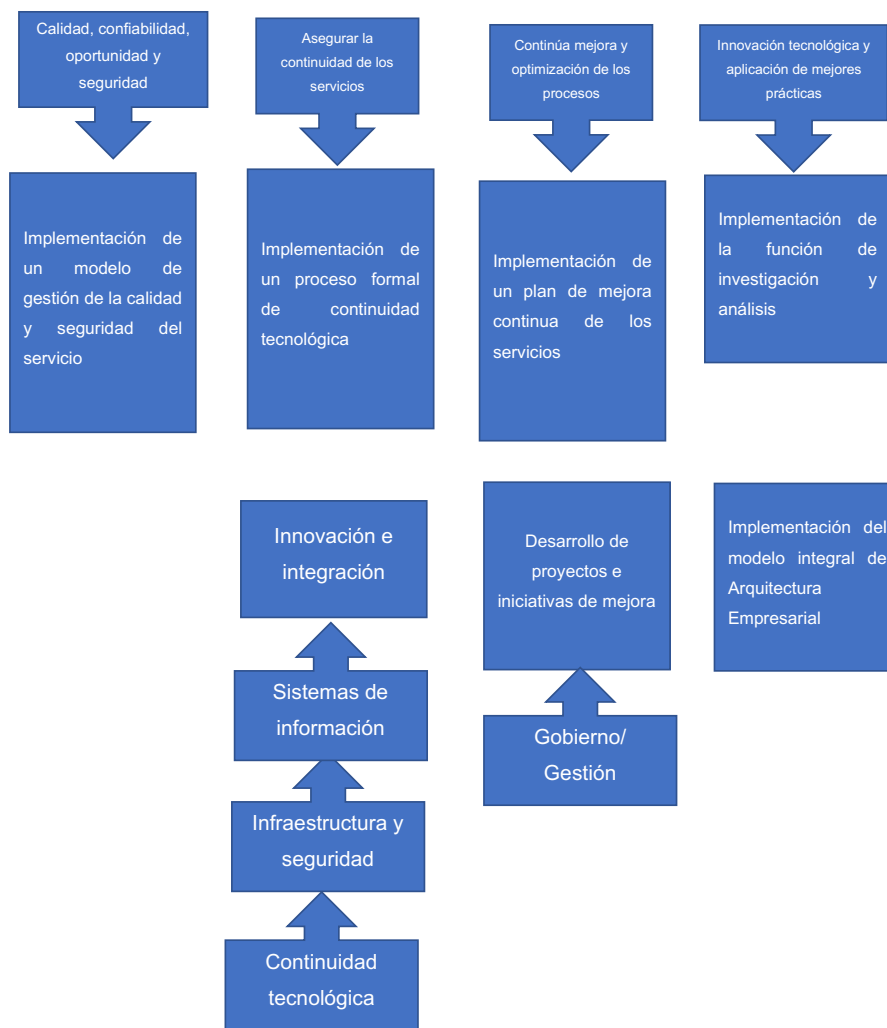 Calidad, confiabilidad,
oportunidad y
seguridad
Asegurar la
continuidad de los
servicios
Continúa mejora y
optimización de los
procesos
Innovación tecnológica y
aplicación de mejores
prácticas
Implementación de
un modelo de
gestión de la calidad
y seguridad del
servicio
Implementación de
un proceso formal
de continuidad
tecnológica
Implementación de
un plan de mejora
continua de los
servicios
Implementación de
la función de
investigación y
análisis
Innovación e
integración
Sistemas de
información
Infraestructura y
seguridad
Continuidad
tecnológica
Desarrollo de
proyectos e
iniciativas de mejora
Gobierno/
Gestión
Implementación del
modelo integral de
Arquitectura
Empresarial